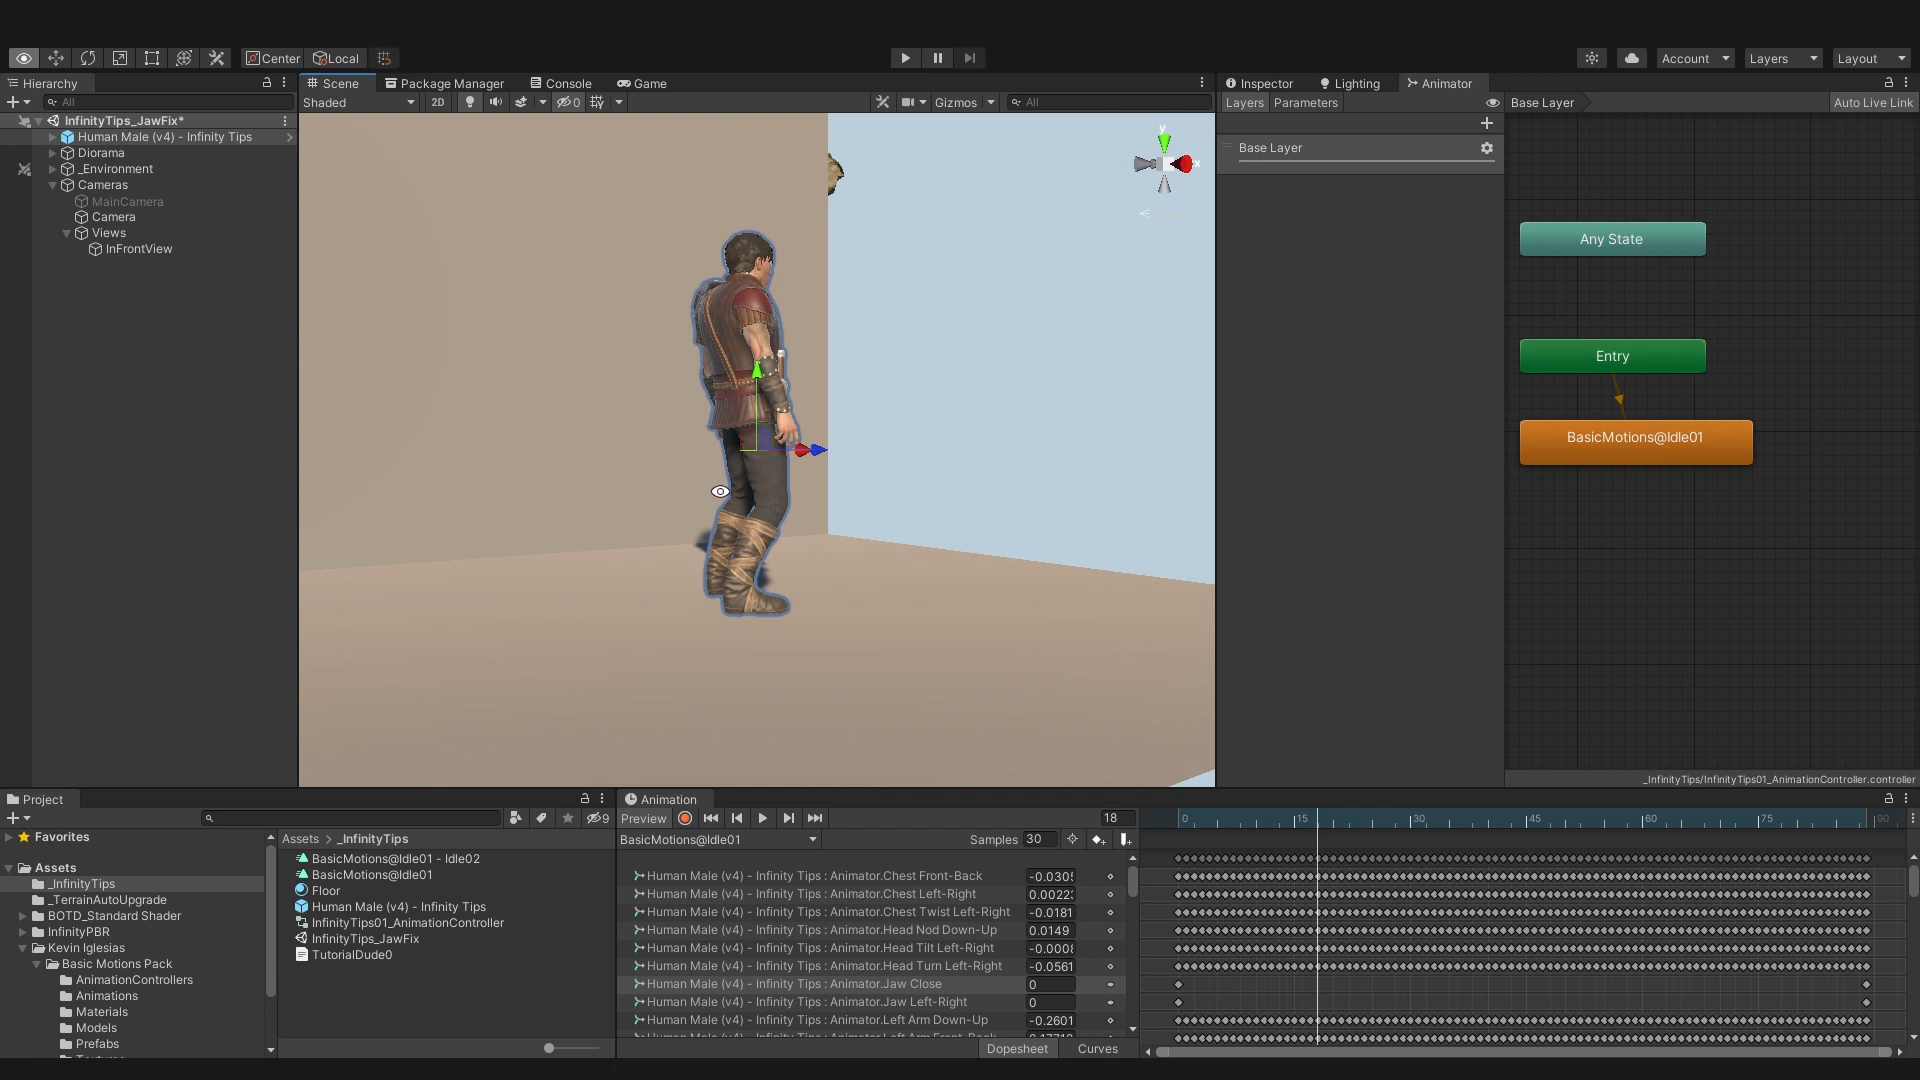 Center
Local
Account
Layers
Layout
Hierarchy
Scene
Package Manager
Console
Game
Inspector
Lighting
Animator
All
Shaded
2D
0
Gizmos
All
Layers
Parameters
Base Layer
Auto Live Link
InfinityTips_JawFix*
Human Male (v4) - Infinity Tips
Diorama
_Environment
Cameras
MainCamera
Camera
Views
InFrontView
y
x
Base Layer
Any State
Entry
BasicMotions@Idle01
_InfinityTips/InfinityTips01_AnimationController.controller
Project
9
Favorites
Assets
_InfinityTips
_TerrainAutoUpgrade
BOTD_Standard Shader
InfinityPBR
Kevin Iglesias
Basic Motions Pack
AnimationControllers
Animations
Materials
Models
Prefabs
Assets > _InfinityTips
BasicMotions@Idle01 - Idle02
BasicMotions@Idle01
Floor
Human Male (v4) - Infinity Tips
InfinityTips01_AnimationController
InfinityTips_JawFix
TutorialDude0
Animation
Preview
18
0 15 30 45 60 75 90
BasicMotions@Idle01
Samples 30
Human Male (v4) - Infinity Tips : Animator.Chest Front-Back -0.030
Human Male (v4) - Infinity Tips : Animator.Chest Left-Right 0.0022
Human Male (v4) - Infinity Tips : Animator.Chest Twist Left-Right -0.0181
Human Male (v4) - Infinity Tips : Animator.Head Nod Down-Up 0.0149
Human Male (v4) - Infinity Tips : Animator.Head Tilt Left-Right -0.000
Human Male (v4) - Infinity Tips : Animator.Head Turn Left-Right -0.0561
Human Male (v4) - Infinity Tips : Animator.Jaw Close 0
Human Male (v4) - Infinity Tips : Animator.Jaw Left-Right 0
Human Male (v4) - Infinity Tips : Animator.Left Arm Down-Up -0.2601
Dopesheet
Curves